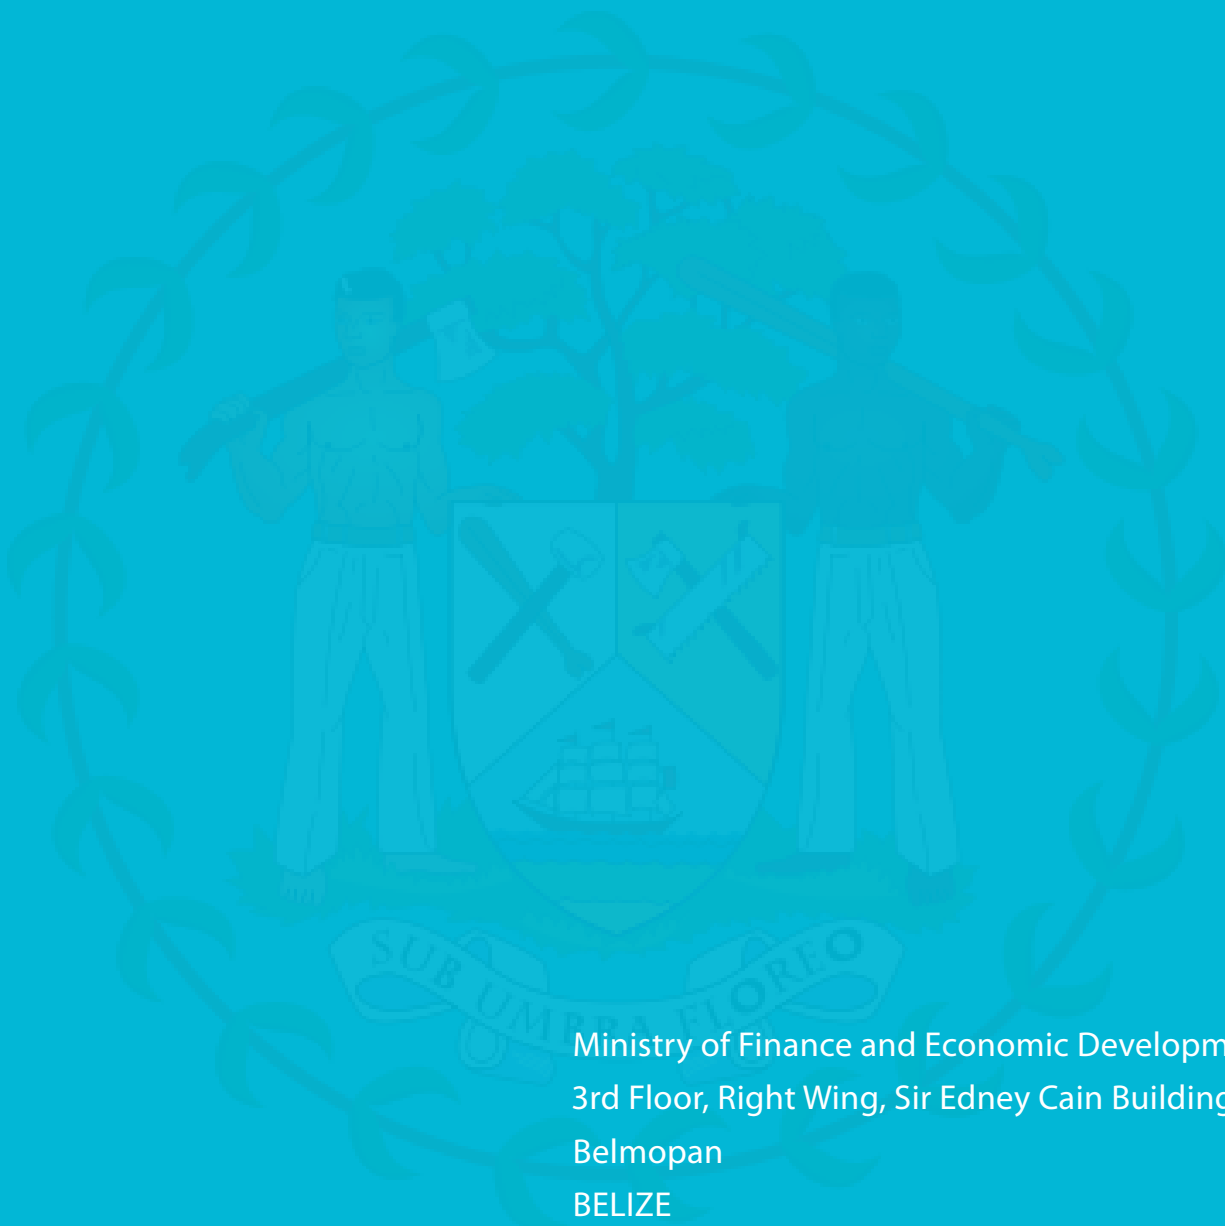 SUB UMBRA FLOREO
Ministry of Finance and Economic Developm
3rd Floor, Right Wing, Sir Edney Cain Building
Belmopan
BELIZE